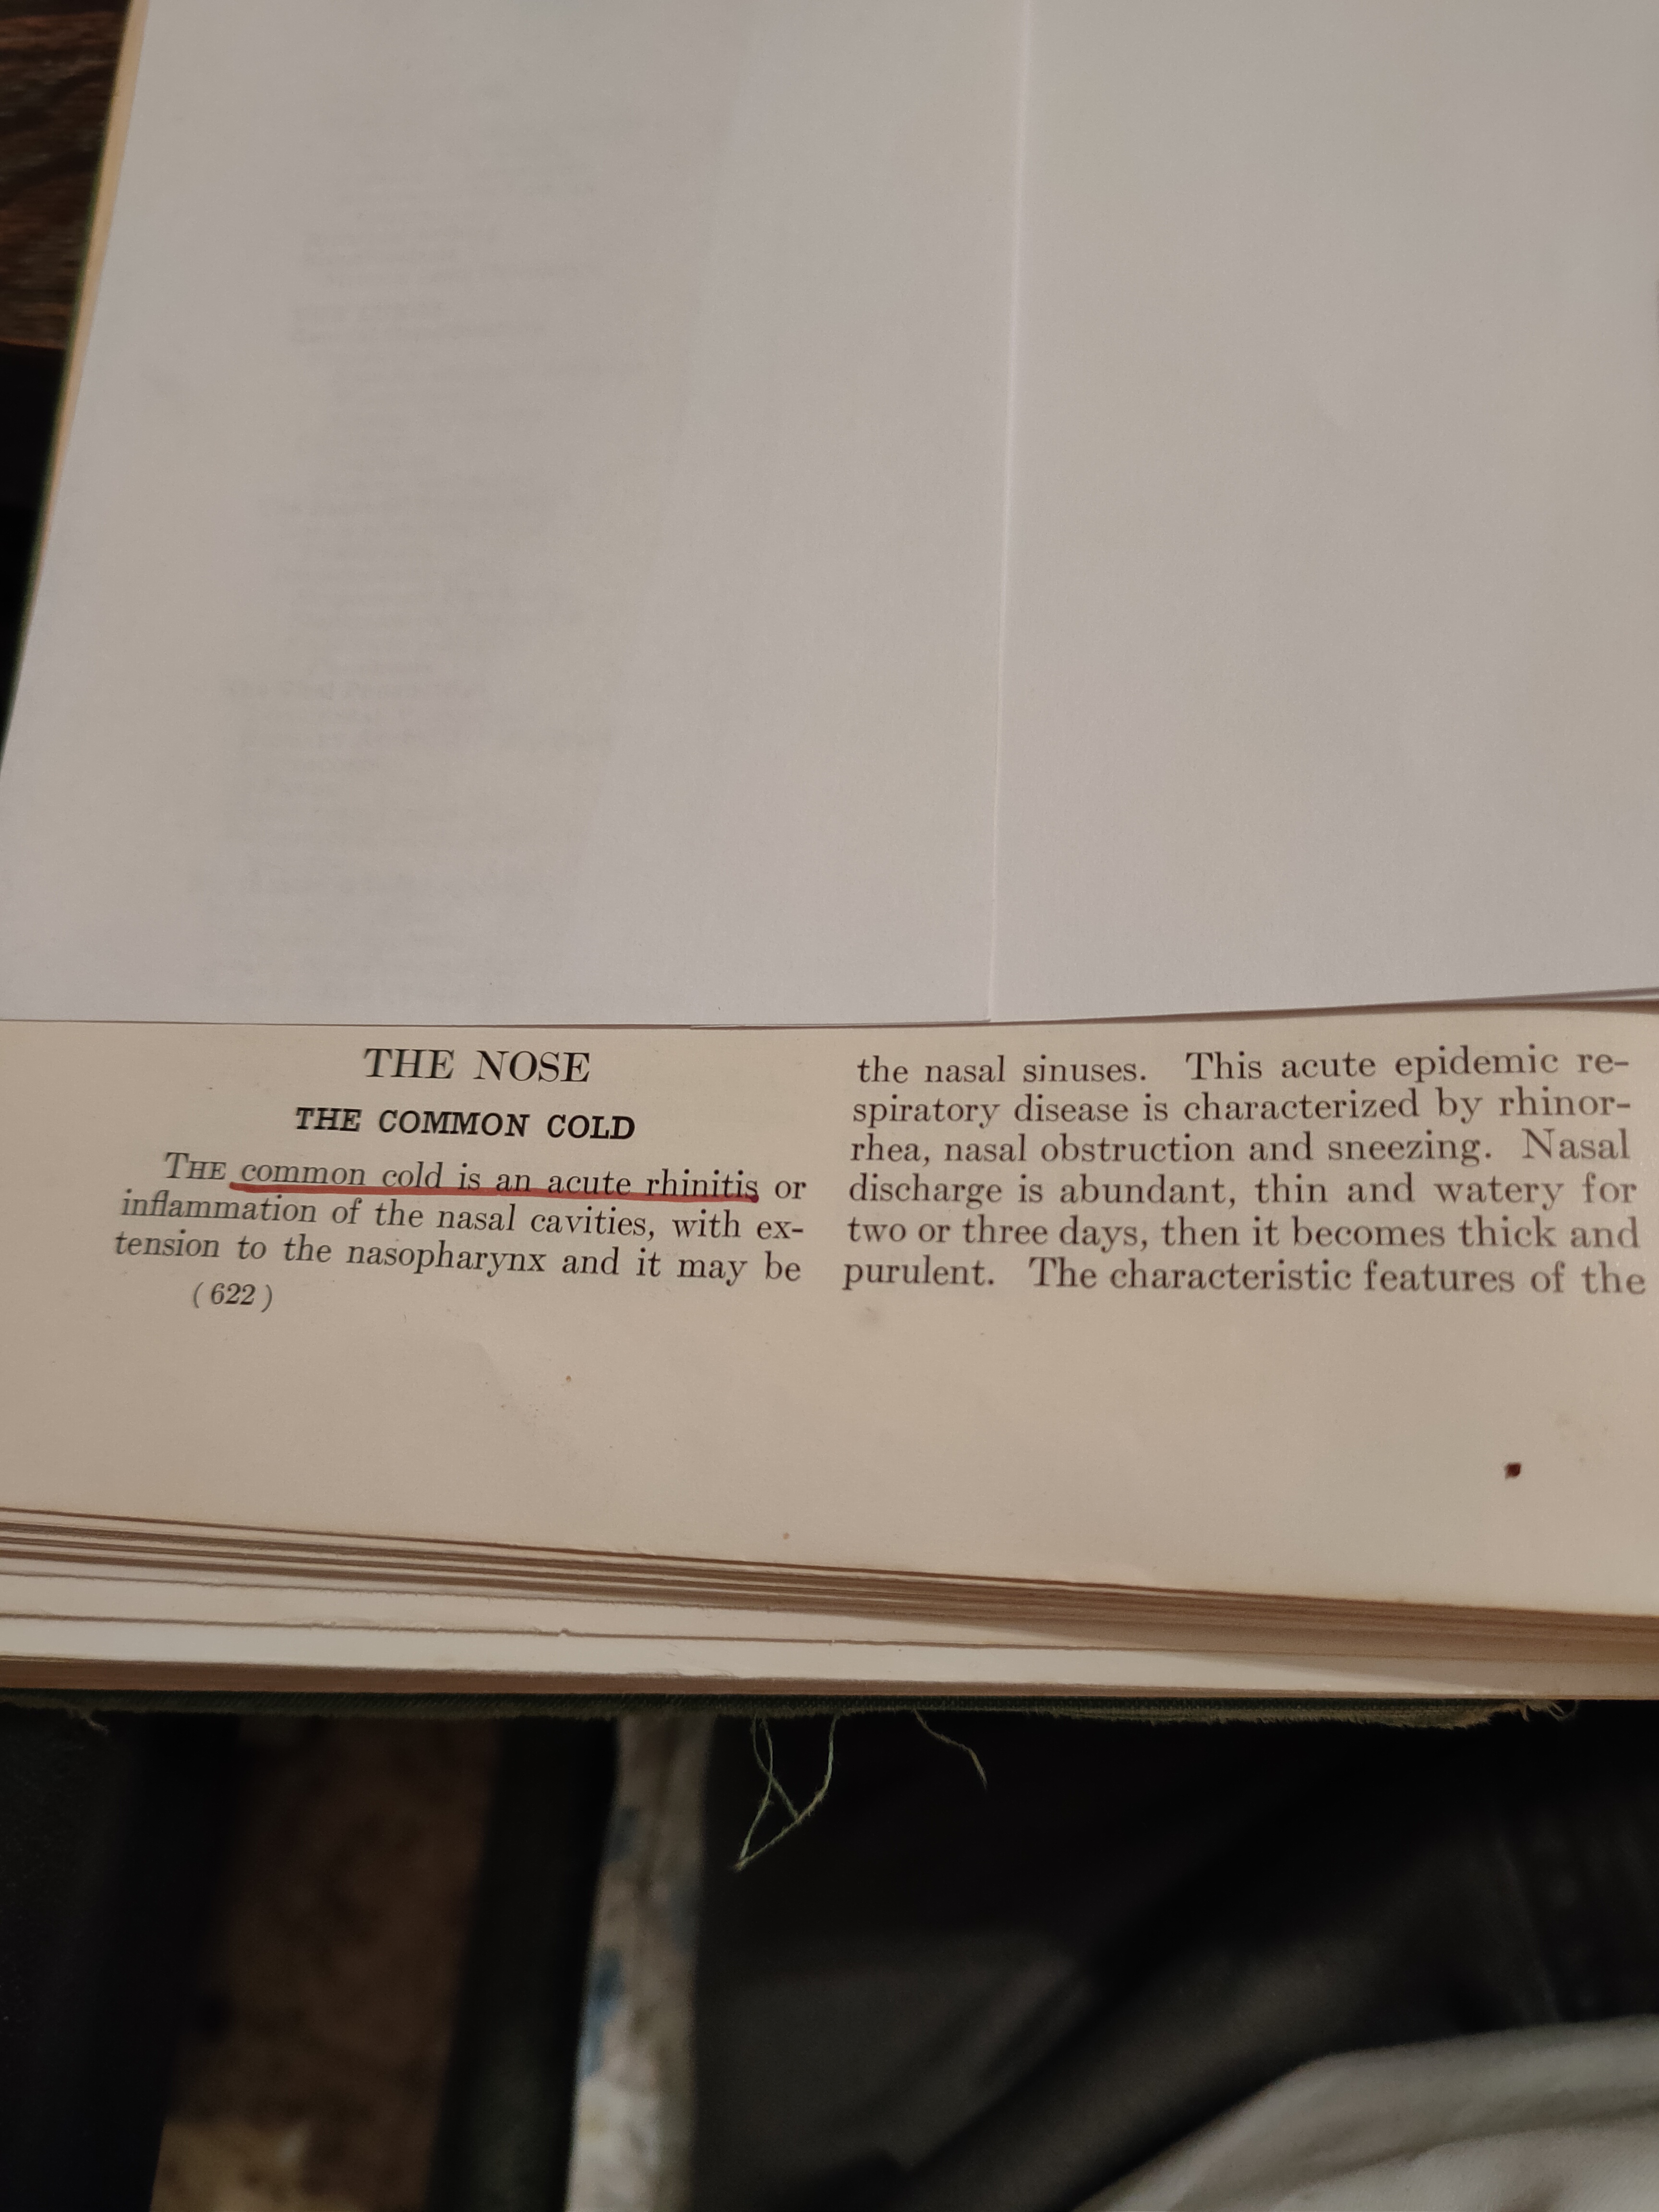 THE NOSE
THE COMMON COLD
THE common cold is an acute rhinitis or
inflammation of the nasal cavities, with ex-
tension to the nasopharynx and it may be
(622)
the nasal sinuses. This acute epidemic re-
spiratory disease is characterized by rhinor-
rhea, nasal obstruction and sneezing. Nasal
discharge is abundant, thin and watery for
two or three days, then it becomes thick and
purulent. The characteristic features of the